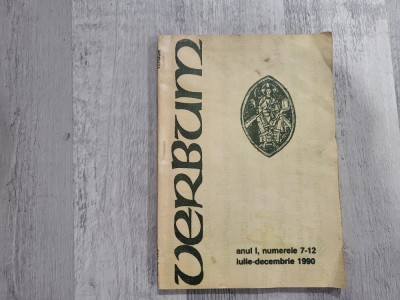 VERBUM
anul I, numerele 7-12
iulie-decembrie 1990